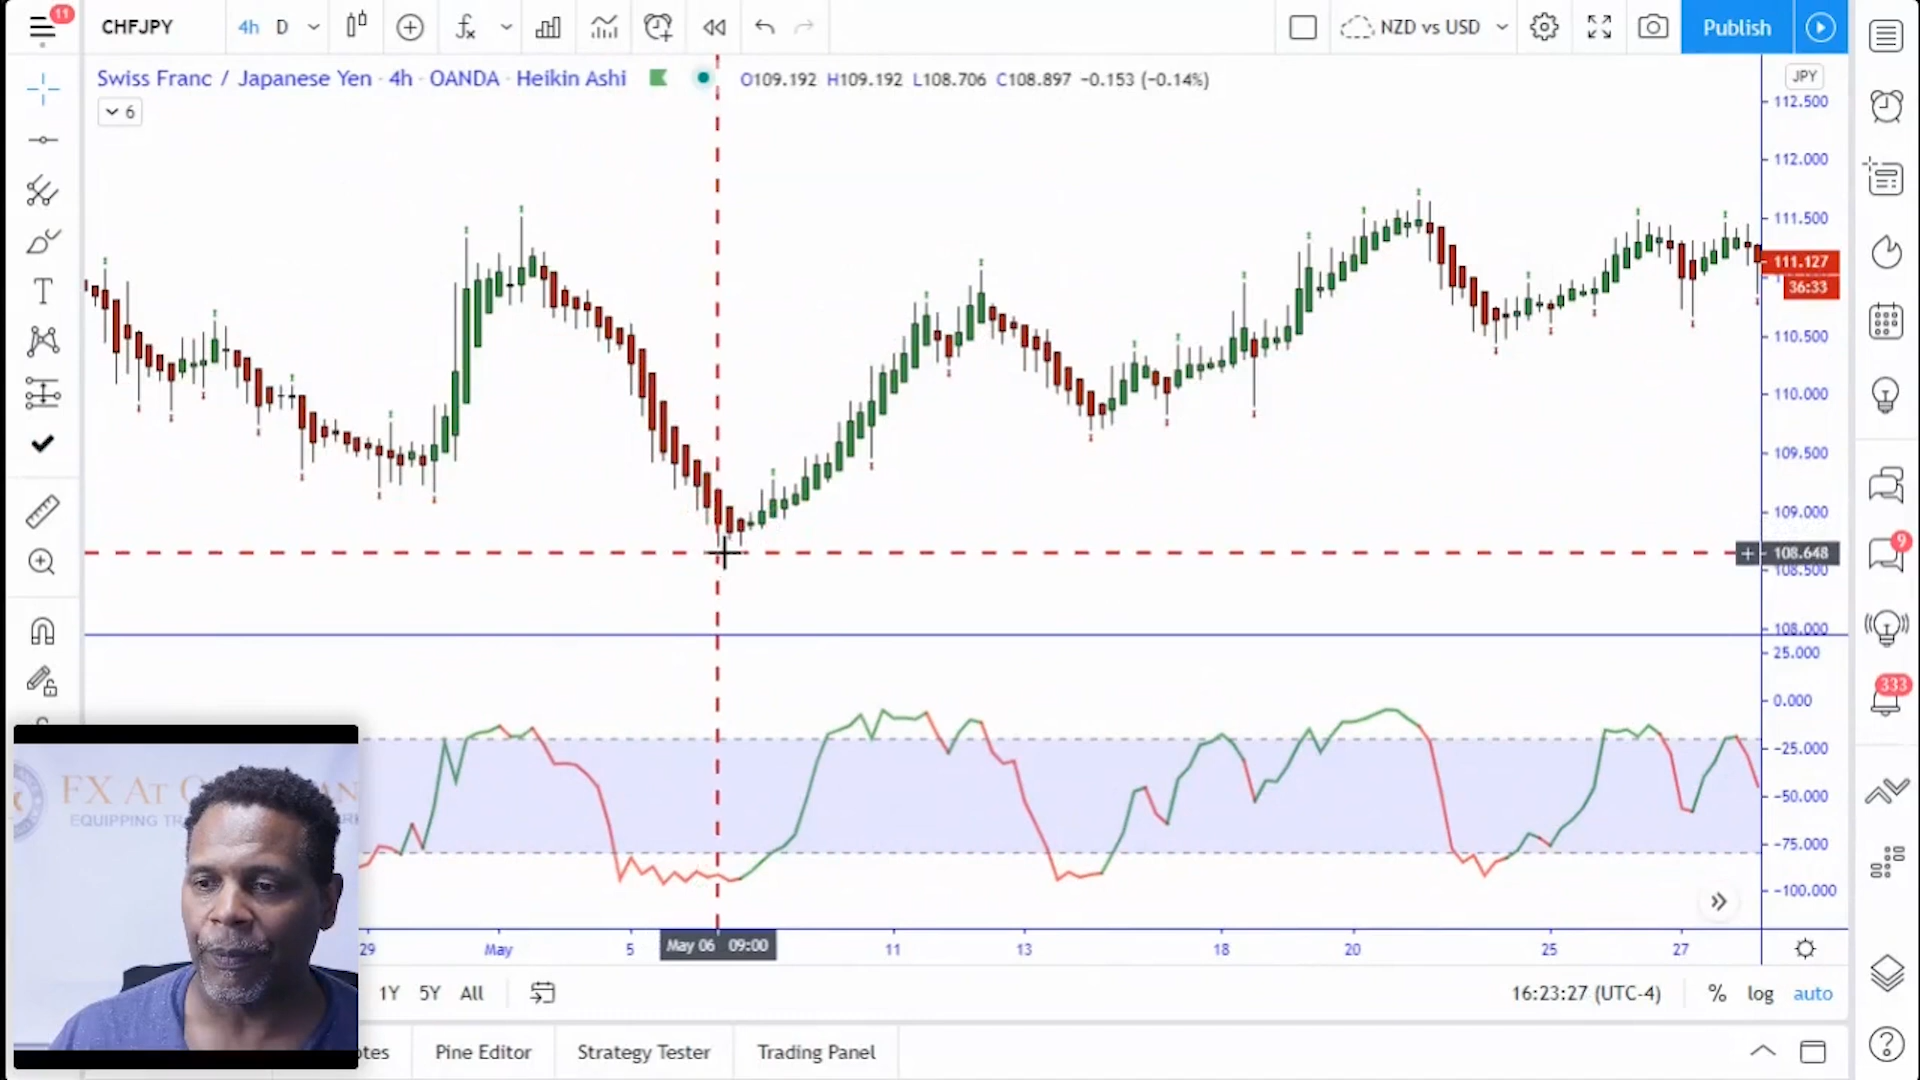 11
CHFJPY
4h D
NZD vs USD
Publish
Swiss Franc / Japanese Yen · 4h · OANDA · Heikin Ashi
O109.192 H109.192 L108.706 C108.897 −0.153 (−0.14%)
JPY
6
112.500
112.000
111.500
111.127
36:33
110.500
110.000
109.500
109.000
108.648
108.500
108.000
25.000
0.000
−25.000
−50.000
−75.000
−100.000
9
333
FX At
EQUIPPING
29 May 5 May 06 09:00 11 13 18 20 25 27
1Y 5Y All
16:23:27 (UTC-4) % log auto
Pine Editor Strategy Tester Trading Panel